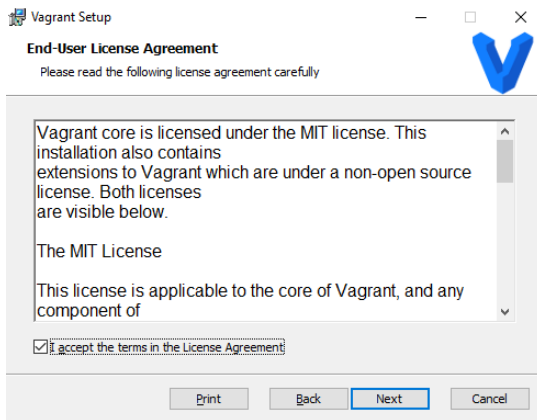 Vagrant Setup
End-User License Agreement
Please read the following license agreement carefully
Vagrant core is licensed under the MIT license. This
installation also contains
extensions to Vagrant which are under a non-open source
license. Both licenses
are visible below.
The MIT License
This license is applicable to the core of Vagrant, and any
component of
I accept the terms in the License Agreement
Print Back Next Cancel